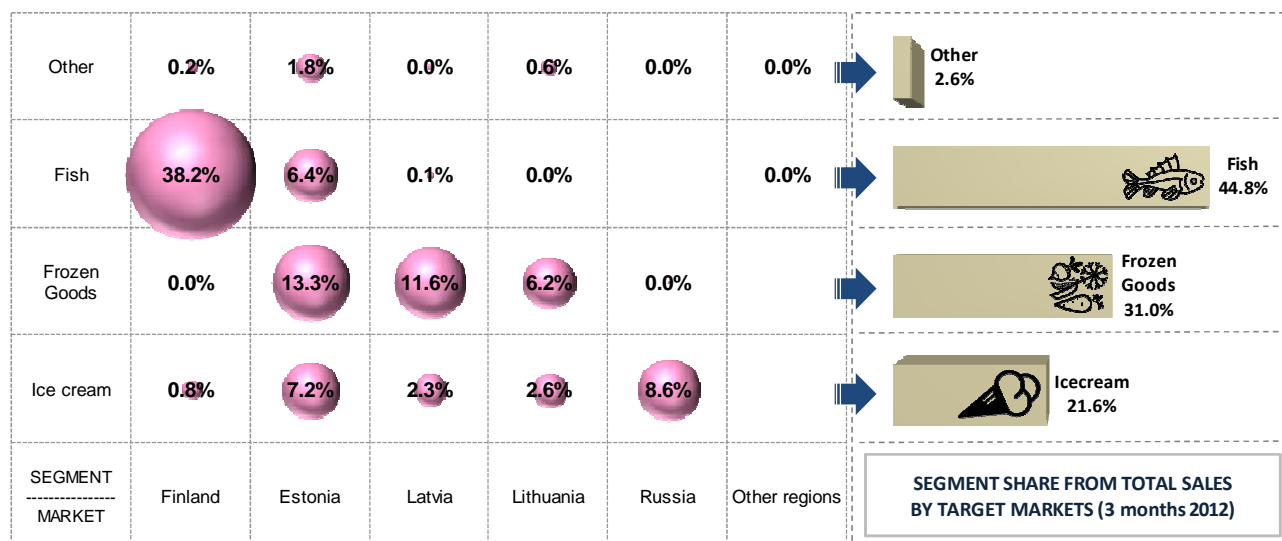 Other 0.2% 1.8% 0.0% 0.6% 0.0% 0.0%
Other
2.6%
Fish 38.2% 6.4% 0.1% 0.0% 0.0%
Fish
44.8%
Frozen
Goods 0.0% 13.3% 11.6% 6.2% 0.0%
Frozen
Goods
31.0%
Ice cream 0.8% 7.2% 2.3% 2.6% 8.6%
Icecream
21.6%
SEGMENT
----------------
MARKET
Finland Estonia Latvia Lithuania Russia Other regions
SEGMENT SHARE FROM TOTAL SALES
BY TARGET MARKETS (3 months 2012)